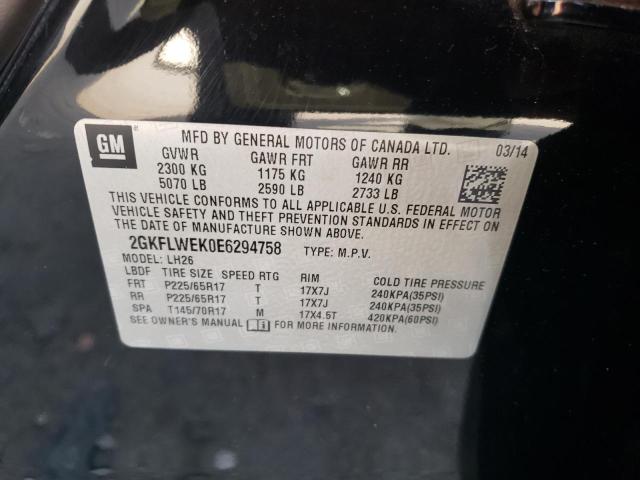 GM
MFD BY GENERAL MOTORS OF CANADA LTD. 03/14
GVWR GAWR FRT GAWR RR
2300 KG 1175 KG 1240 KG
5070 LB 2590 LB 2733 LB
THIS VEHICLE CONFORMS TO ALL APPLICABLE U.S. FEDERAL MOTOR
VEHICLE SAFETY AND THEFT PREVENTION STANDARDS IN EFFECT ON
THE DATE OF MANUFACTURE SHOWN ABOVE.
2GKFLWEK0E6294758 TYPE: M.P.V.
MODEL: LH26
LBDF TIRE SIZE SPEED RTG RIM COLD TIRE PRESSURE
FRT P225/65R17 T 17X7J 240KPA(35PSI)
RR P225/65R17 T 17X7J 240KPA(35PSI)
SPA T145/70R17 M 17X4.5T 420KPA(60PSI)
SEE OWNER'S MANUAL FOR MORE INFORMATION.